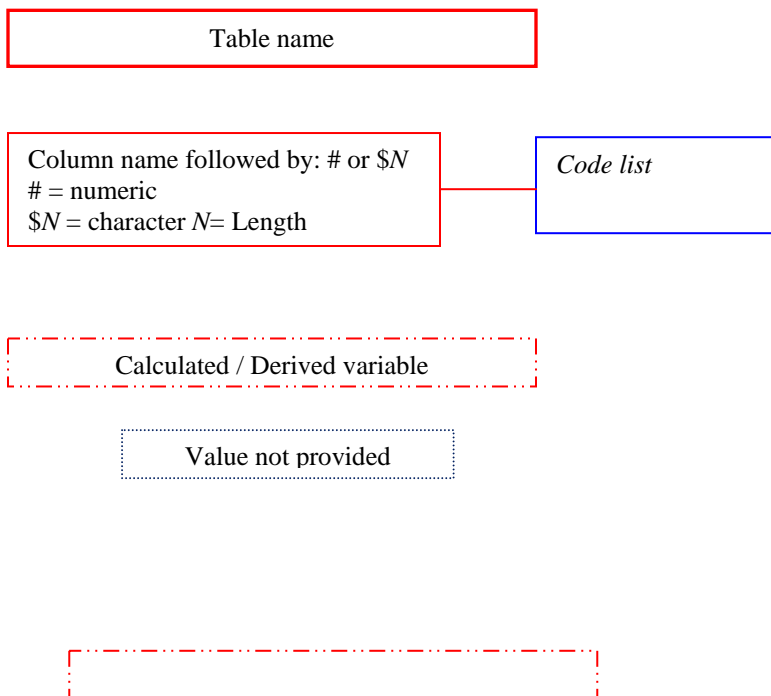 Table name
Column name followed by: # or $N
# = numeric
$N = character N= Length
Code list
Calculated / Derived variable
Value not provided